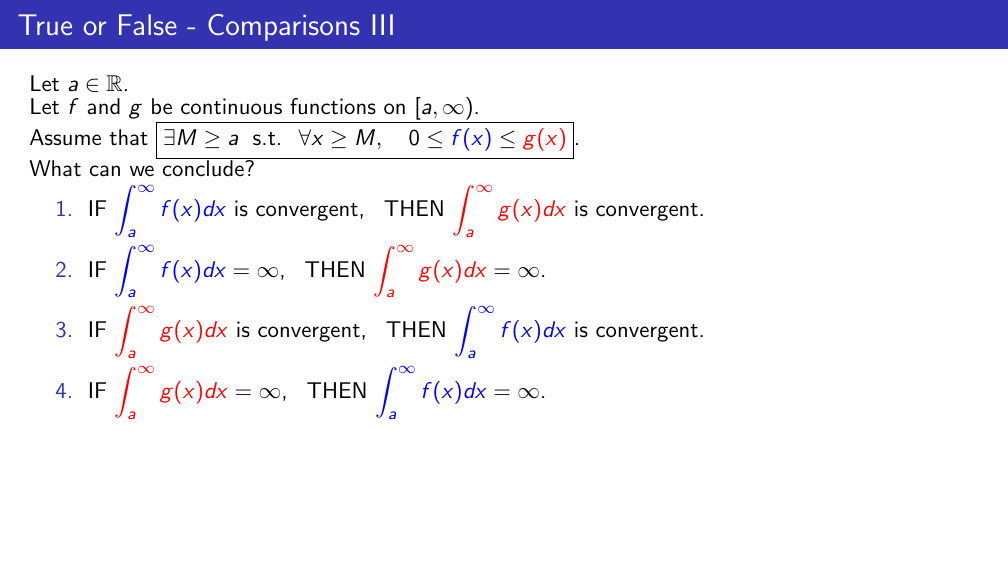 True or False - Comparisons III
Let a ∈ ℝ.
Let f and g be continuous functions on [a, ∞).
Assume that ∃M ≥ a s.t. ∀x ≥ M, 0 ≤ f(x) ≤ g(x).
What can we conclude?
1. IF ∫_a^∞ f(x)dx is convergent, THEN ∫_a^∞ g(x)dx is convergent.
2. IF ∫_a^∞ f(x)dx = ∞, THEN ∫_a^∞ g(x)dx = ∞.
3. IF ∫_a^∞ g(x)dx is convergent, THEN ∫_a^∞ f(x)dx is convergent.
4. IF ∫_a^∞ g(x)dx = ∞, THEN ∫_a^∞ f(x)dx = ∞.